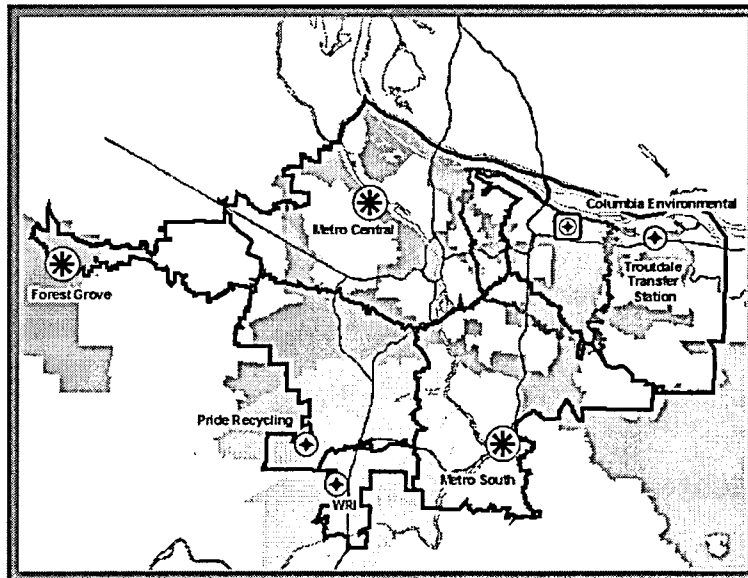 Columbia Environmental
Metro Central
Troutdale
Transfer
Station
Forest Grove
Pride Recycling
Metro South
WRI